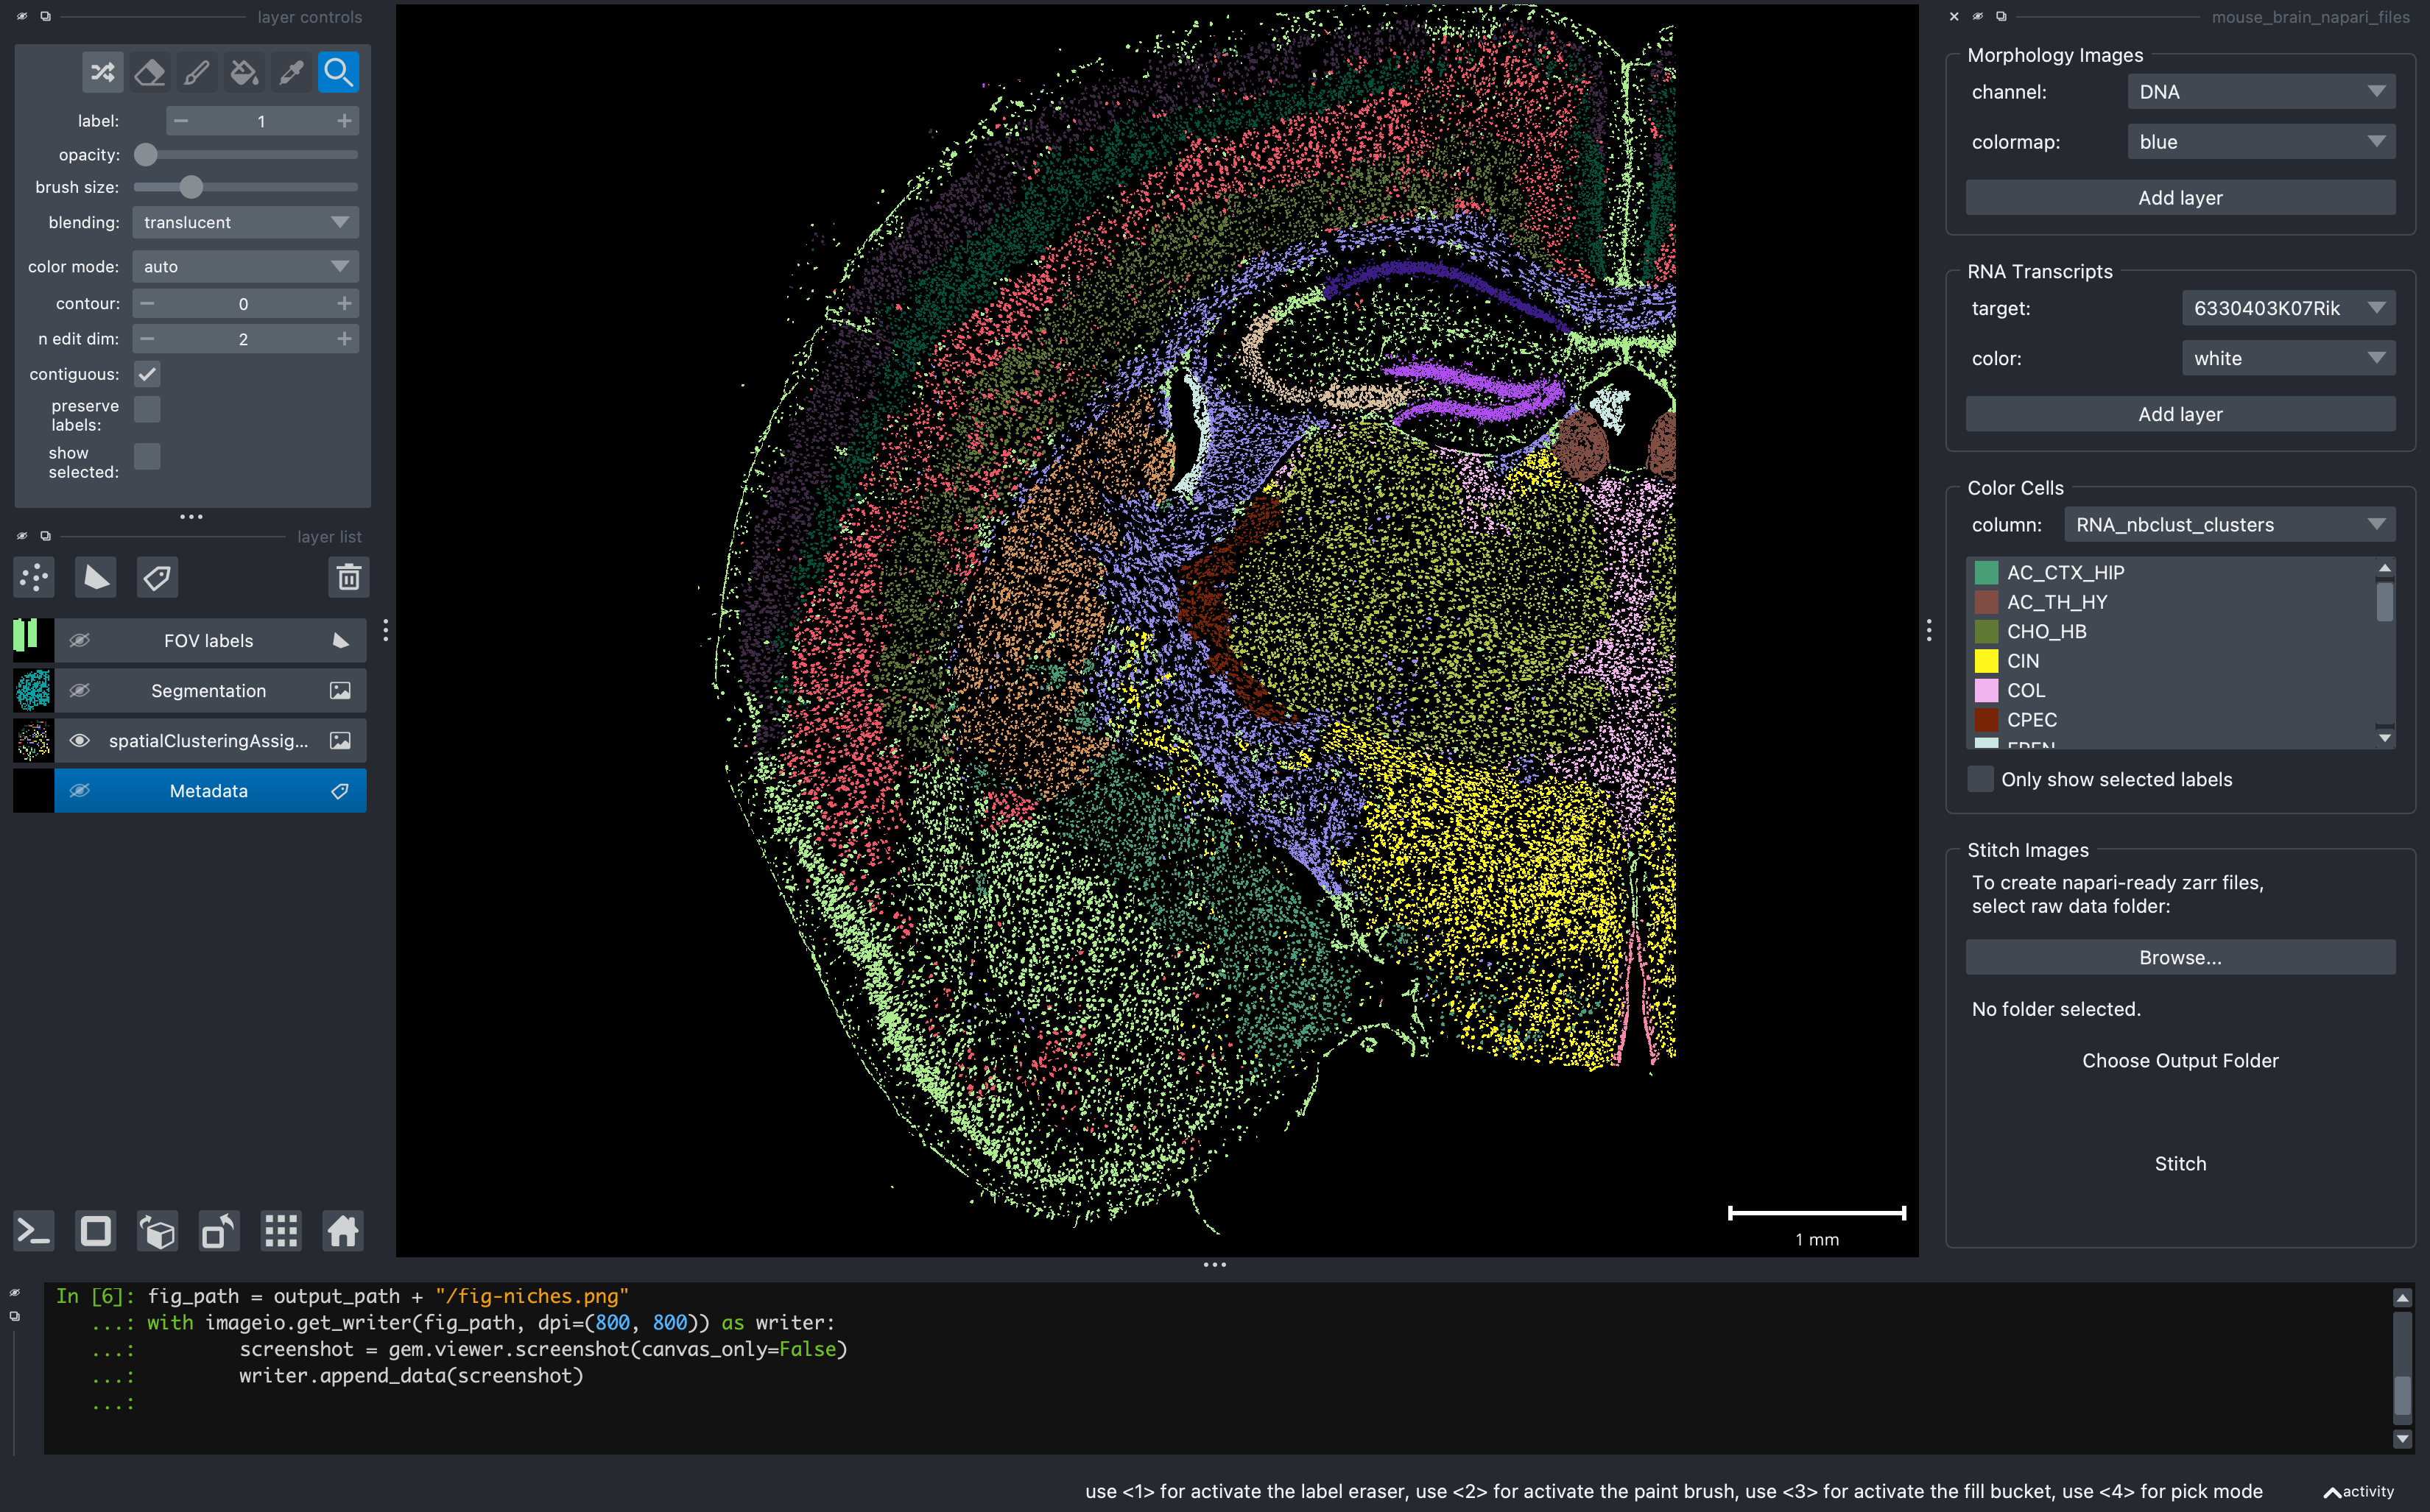 layer controls
label:
1
opacity:
brush size:
blending:
translucent
color mode:
auto
contour:
0
n edit dim:
2
contiguous:
preserve
labels:
show
selected:
layer list
FOV labels
Segmentation
spatialClusteringAssig...
Metadata
1 mm
mouse_brain_napari_files
Morphology Images
channel:
DNA
colormap:
blue
Add layer
RNA Transcripts
target:
6330403K07Rik
color:
white
Add layer
Color Cells
column:
RNA_nbclust_clusters
AC_CTX_HIP
AC_TH_HY
CHO_HB
CIN
COL
CPEC
Only show selected labels
Stitch Images
To create napari-ready zarr files,
select raw data folder:
Browse...
No folder selected.
Choose Output Folder
Stitch
In [6]: fig_path = output_path + "/fig-niches.png"
...: with imageio.get_writer(fig_path, dpi=(800, 800)) as writer:
...:         screenshot = gem.viewer.screenshot(canvas_only=False)
...:         writer.append_data(screenshot)
...:
use <1> for activate the label eraser, use <2> for activate the paint brush, use <3> for activate the fill bucket, use <4> for pick mode
activity